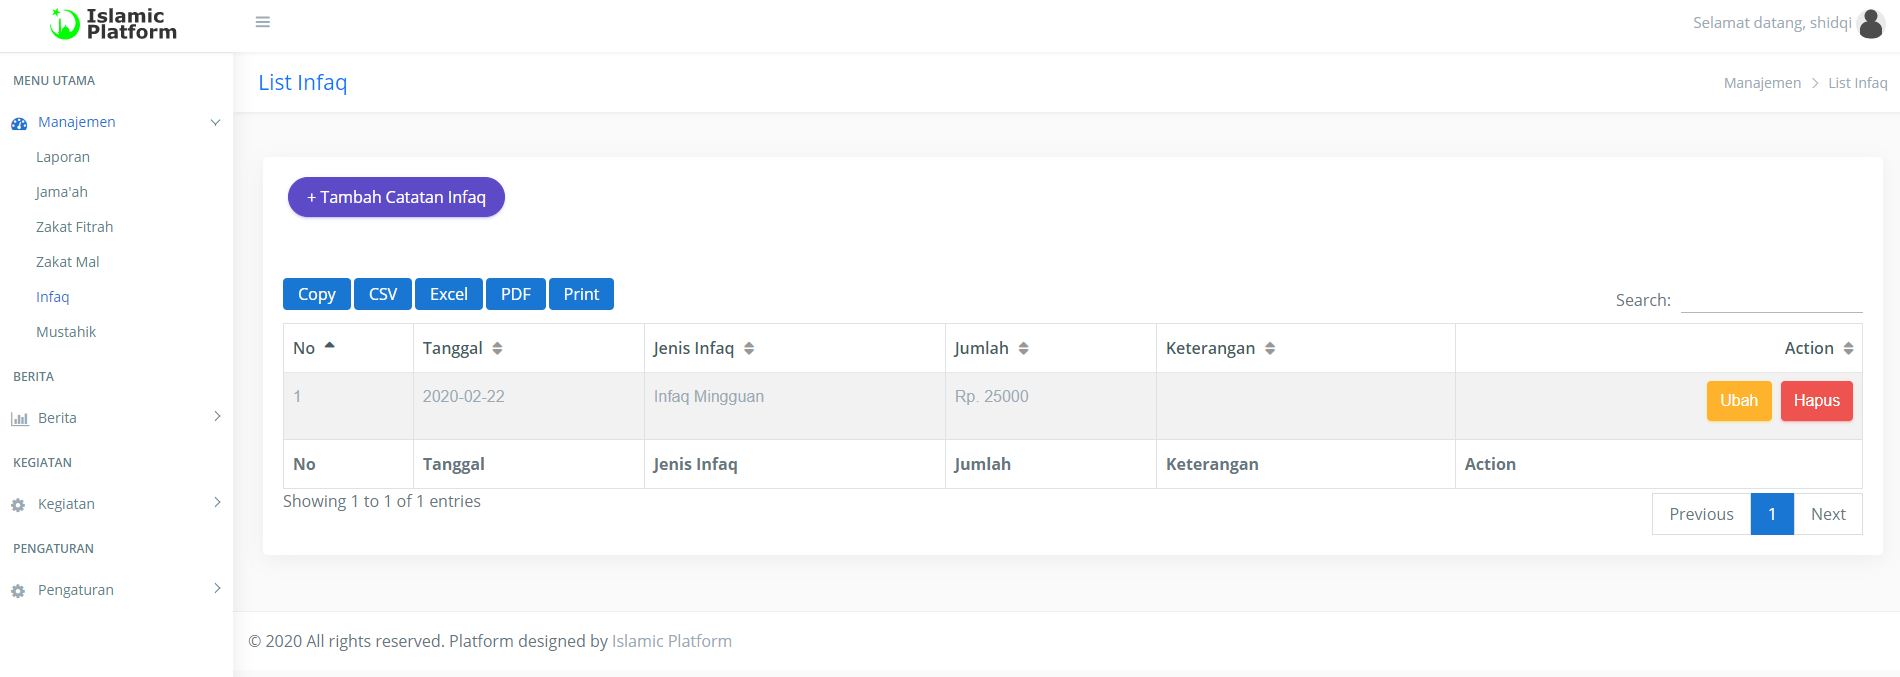 Islamic
Platform
Selamat datang, shidqi
MENU UTAMA
Manajemen
Laporan
Jama'ah
Zakat Fitrah
Zakat Mal
Infaq
Mustahik
BERITA
Berita
KEGIATAN
Kegiatan
PENGATURAN
Pengaturan
List Infaq
Manajemen > List Infaq
+ Tambah Catatan Infaq
Copy CSV Excel PDF Print
Search:
No Tanggal Jenis Infaq Jumlah Keterangan Action
1 2020-02-22 Infaq Mingguan Rp. 25000 Ubah Hapus
No Tanggal Jenis Infaq Jumlah Keterangan Action
Showing 1 to 1 of 1 entries
Previous 1 Next
© 2020 All rights reserved. Platform designed by Islamic Platform